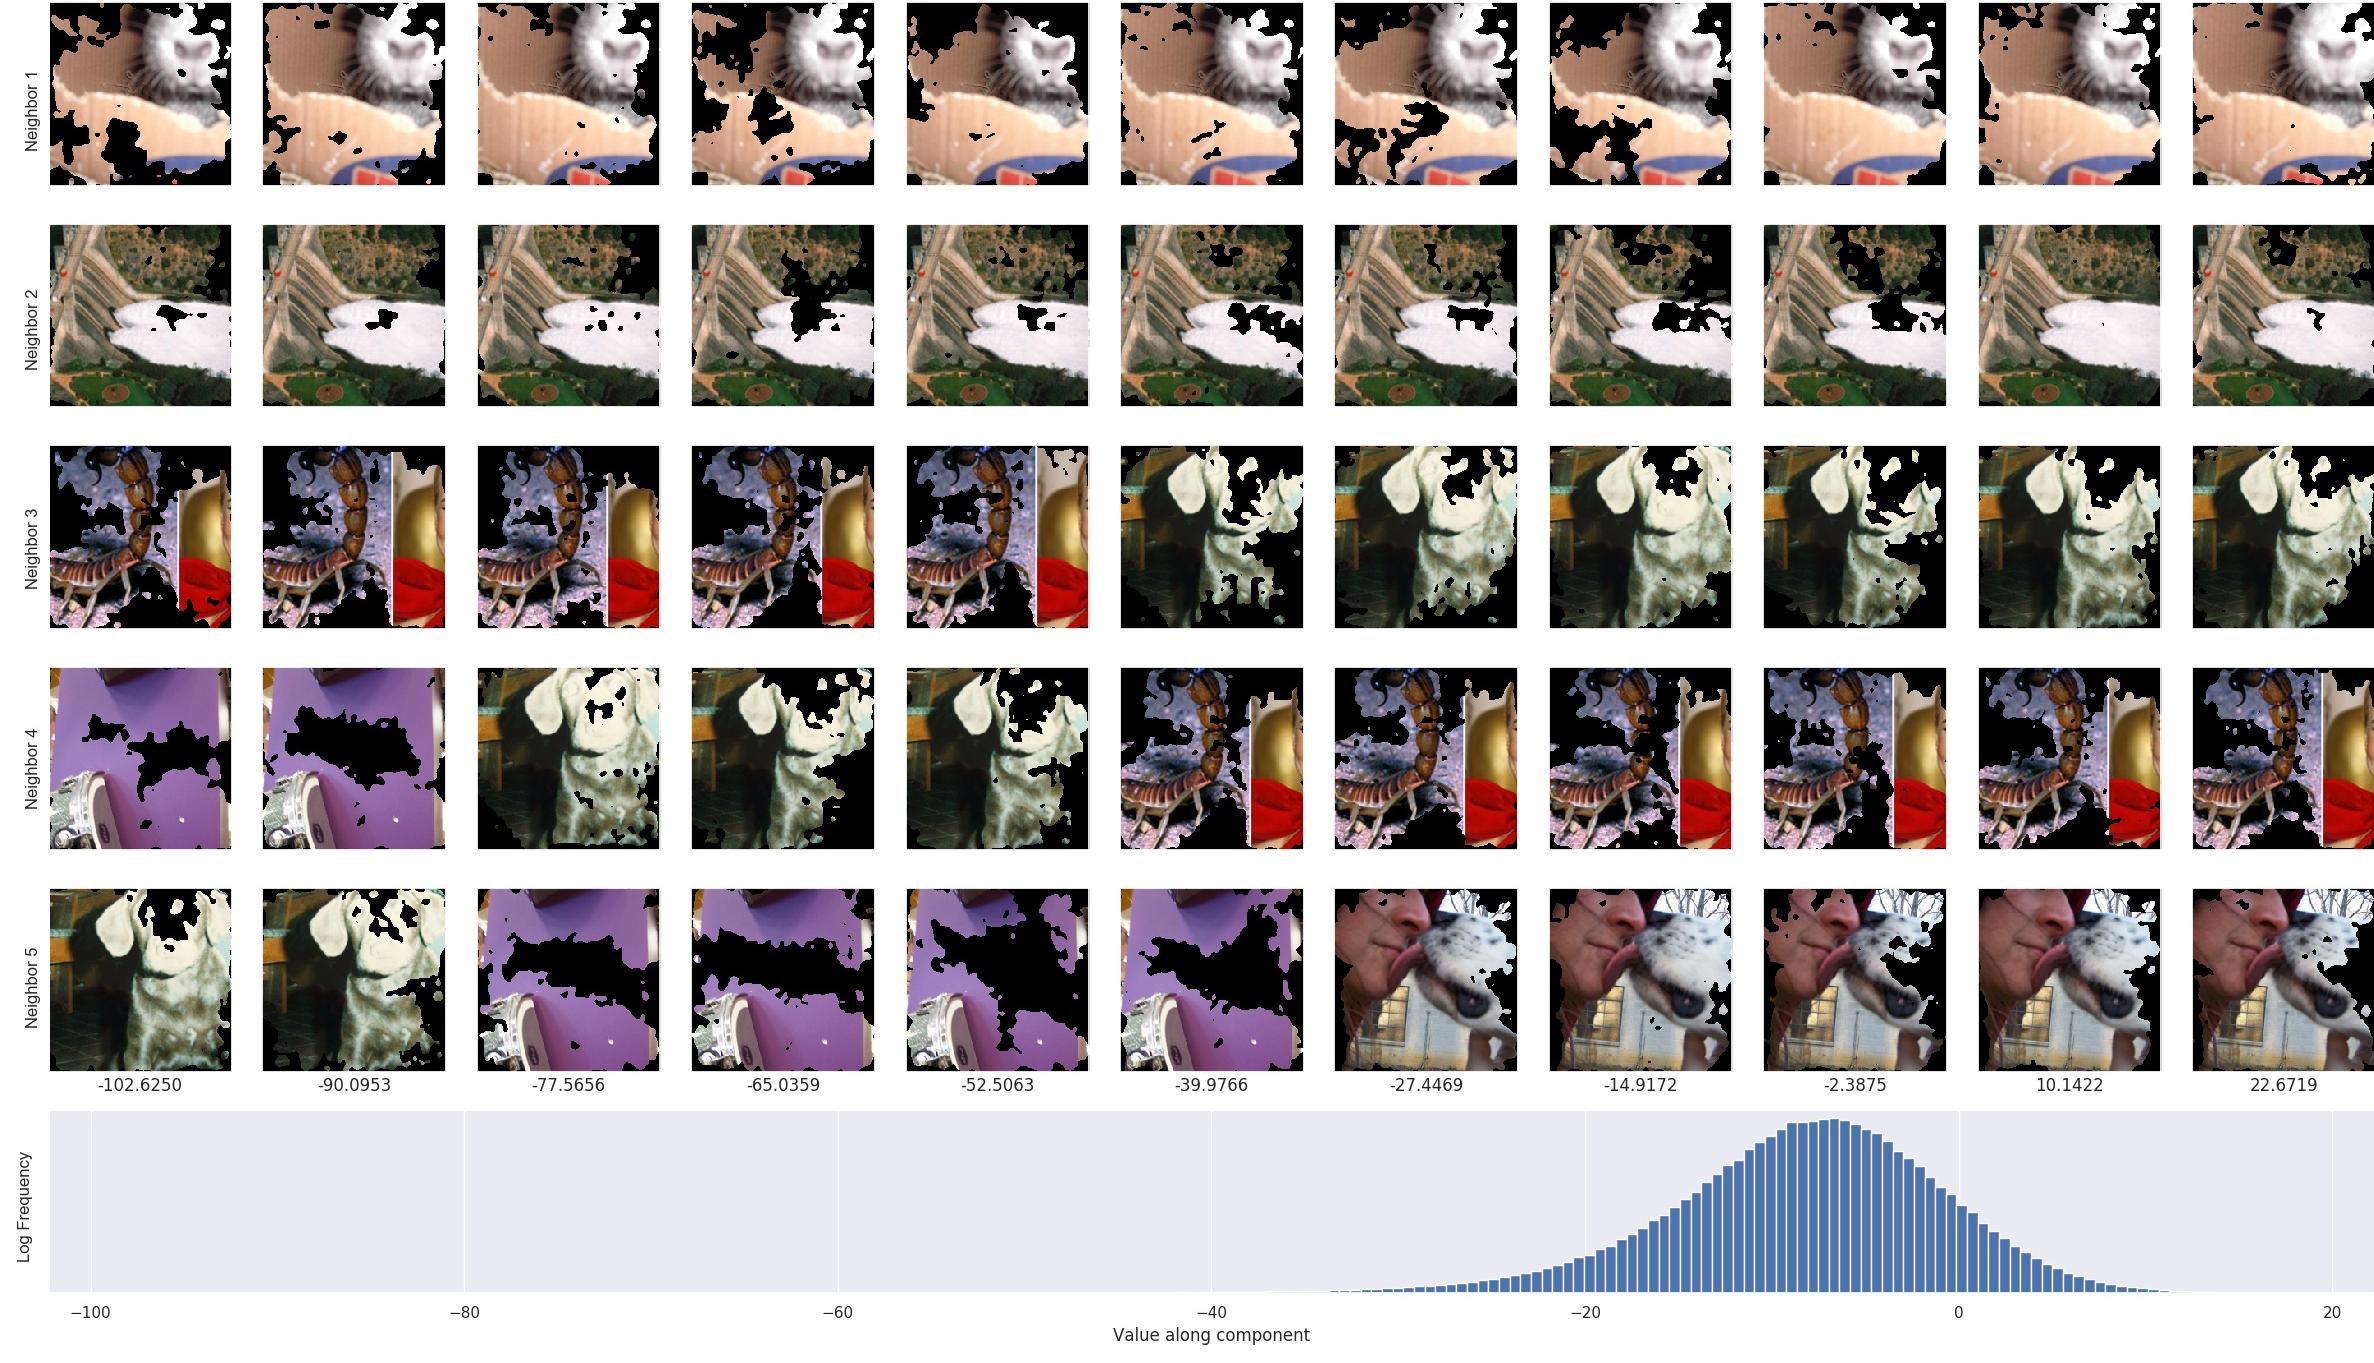 Neighbor 1
Neighbor 2
Neighbor 3
Neighbor 4
Neighbor 5
-102.6250 -90.0953 -77.5656 -65.0359 -52.5063 -39.9766 -27.4469 -14.9172 -2.3875 10.1422 22.6719
Log Frequency
−100 −80 −60 −40 −20 0 20
Value along component